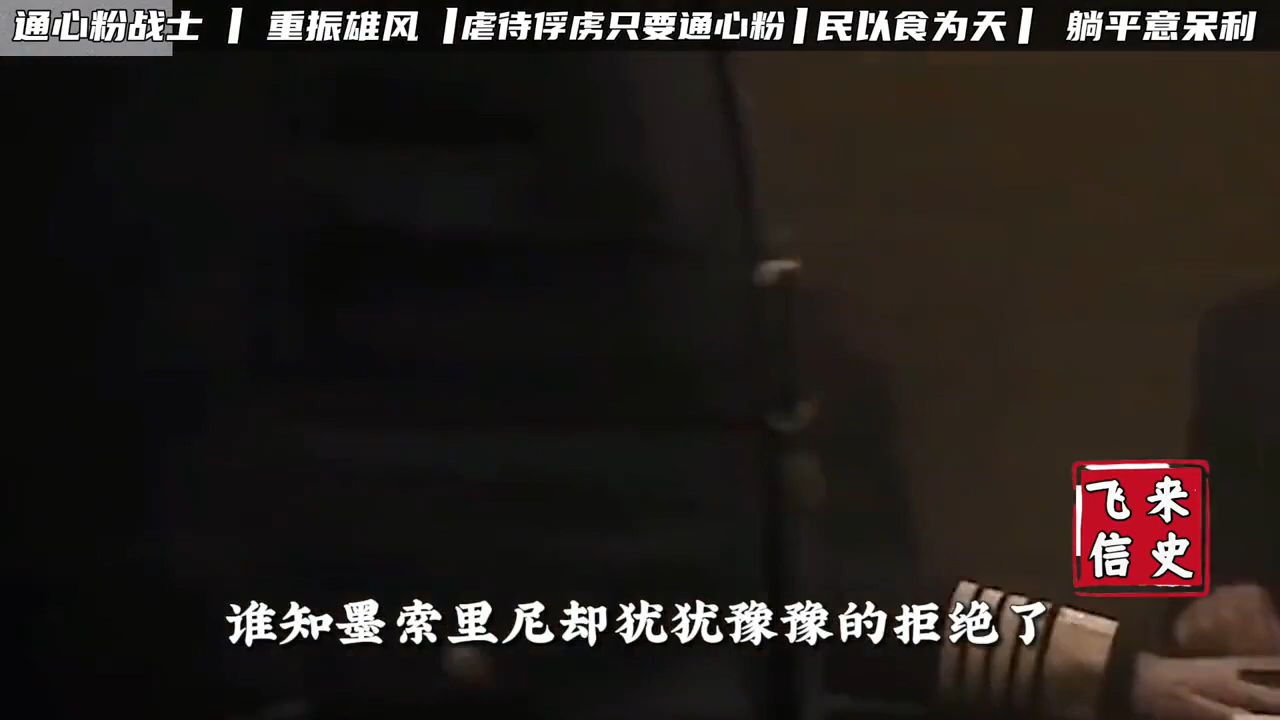 通心粉战士 | 重振雄风 |虐待俘虏只要通心粉|民以食为天| 躺平意呆利
飞来
信史
谁知墨索里尼却犹犹豫豫的拒绝了